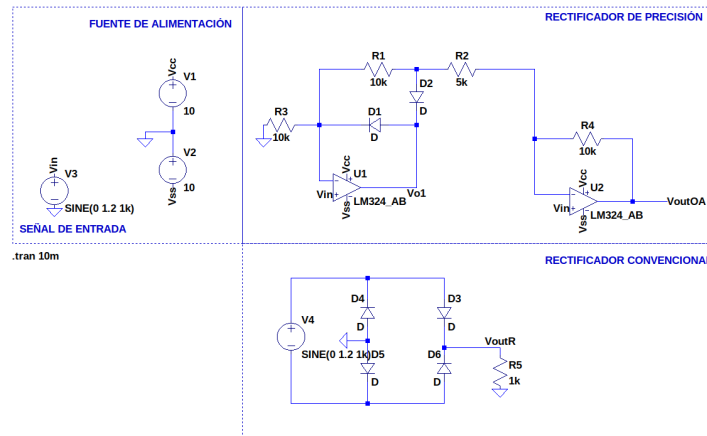 FUENTE DE ALIMENTACIÓN
RECTIFICADOR DE PRECISIÓN
Vcc
V1
10
V2
10
Vss
Vin
V3
SINE(0 1.2 1k)
SEÑAL DE ENTRADA
.tran 10m
R1
10k
R2
5k
D2
D
R3
10k
D1
D
Vcc
U1
Vin
Vo1
LM324_AB
Vss
R4
10k
Vcc
U2
Vin
VoutOA
LM324_AB
Vss
RECTIFICADOR CONVENCIONAL
V4
SINE(0 1.2 1k)
D4
D
D3
D
D5
D
D6
D
VoutR
R5
1k